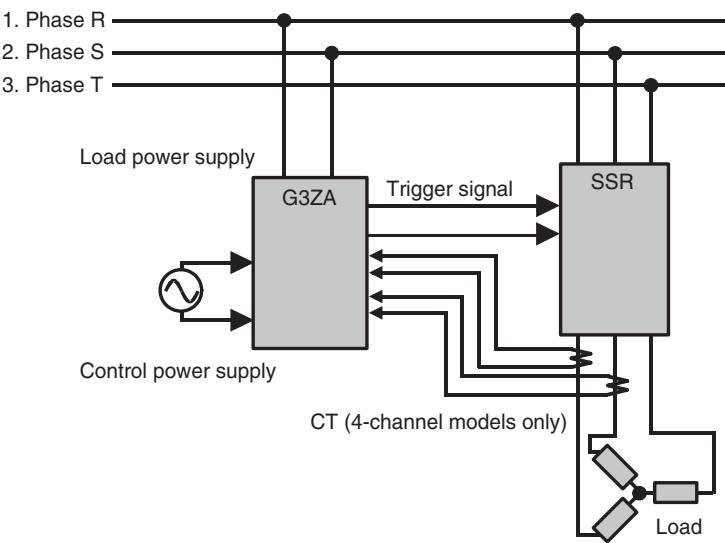 1. Phase R
2. Phase S
3. Phase T
Load power supply
G3ZA
Trigger signal
SSR
Control power supply
CT (4-channel models only)
Load